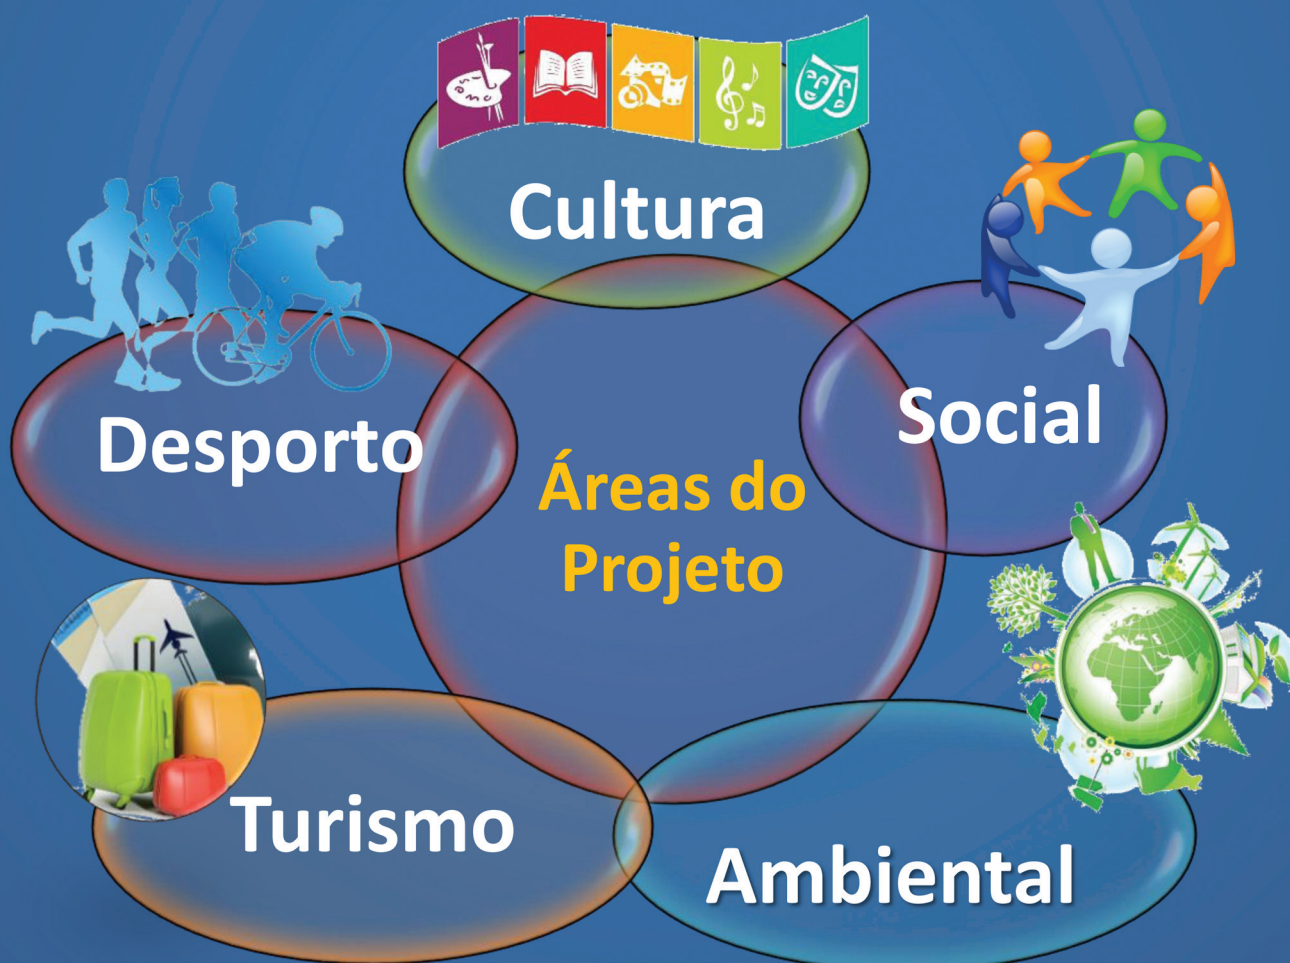 Cultura
Social
Desporto
Áreas do
Projeto
Turismo
Ambiental